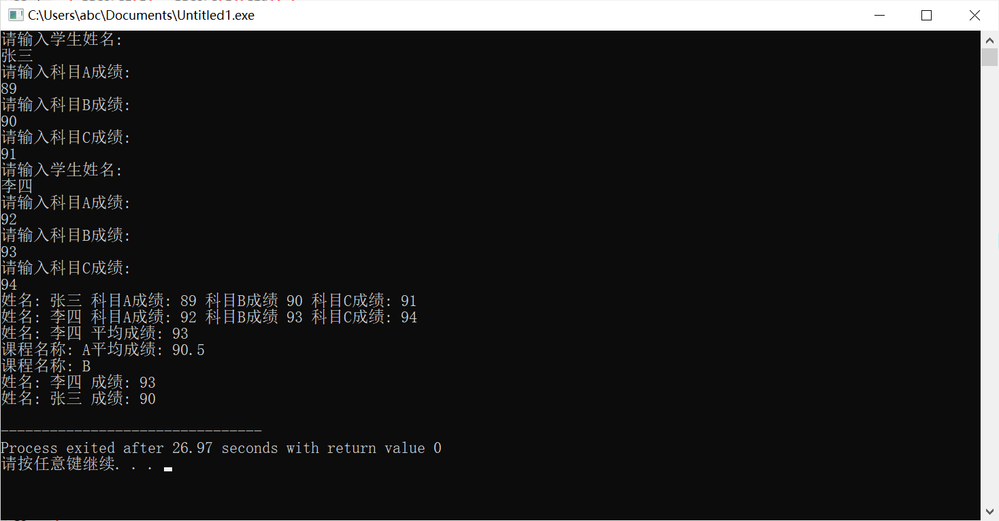 C:\Users\abc\Documents\Untitled1.exe
请输入学生姓名:
张三
请输入科目A成绩:
89
请输入科目B成绩:
90
请输入科目C成绩:
91
请输入学生姓名:
李四
请输入科目A成绩:
92
请输入科目B成绩:
93
请输入科目C成绩:
94
姓名: 张三 科目A成绩: 89 科目B成绩 90 科目C成绩: 91
姓名: 李四 科目A成绩: 92 科目B成绩 93 科目C成绩: 94
姓名: 李四 平均成绩: 93
课程名称: A平均成绩: 90.5
课程名称: B
姓名: 李四 成绩: 93
姓名: 张三 成绩: 90
--------------------------------
Process exited after 26.97 seconds with return value 0
请按任意键继续. . .